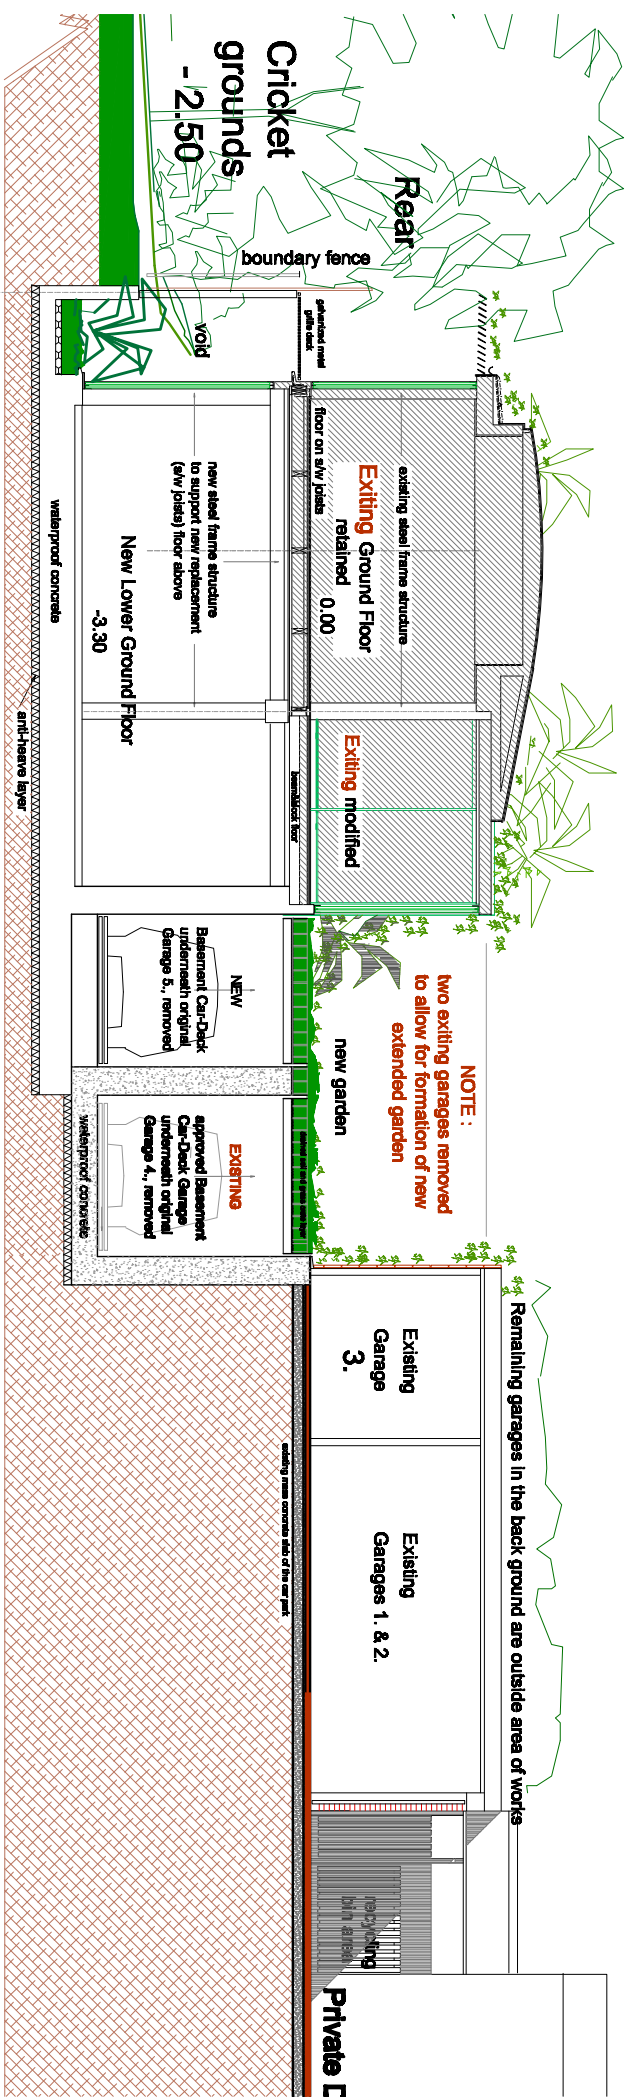 Cricket
grounds
- 2.50
Rear
boundary fence
void
galvanized metal
grille deck
floor on s/w joists
existing steel frame structure
Exiting Ground Floor
retained
0.00
new steel frame structure
to support new replacement
(s/w joists) floor above
New Lower Ground Floor
-3.30
waterproof concrete
anti-heave layer
Exiting modified
beam&block floor
NEW
Basement Car-Deck
underneath original
Garage 5., removed
NOTE :
two exiting garages removed
to allow for formation of new
extended garden
new garden
EXISTING
approved Basement
Car-Deck Garage
underneath original
Garage 4., removed
waterproof concrete
Existing
Garage
3.
Existing
Garages 1. & 2.
Remaining garages in the back ground are outside area of works
existing mass concrete slab of the car park
recycling
bin area
Private D